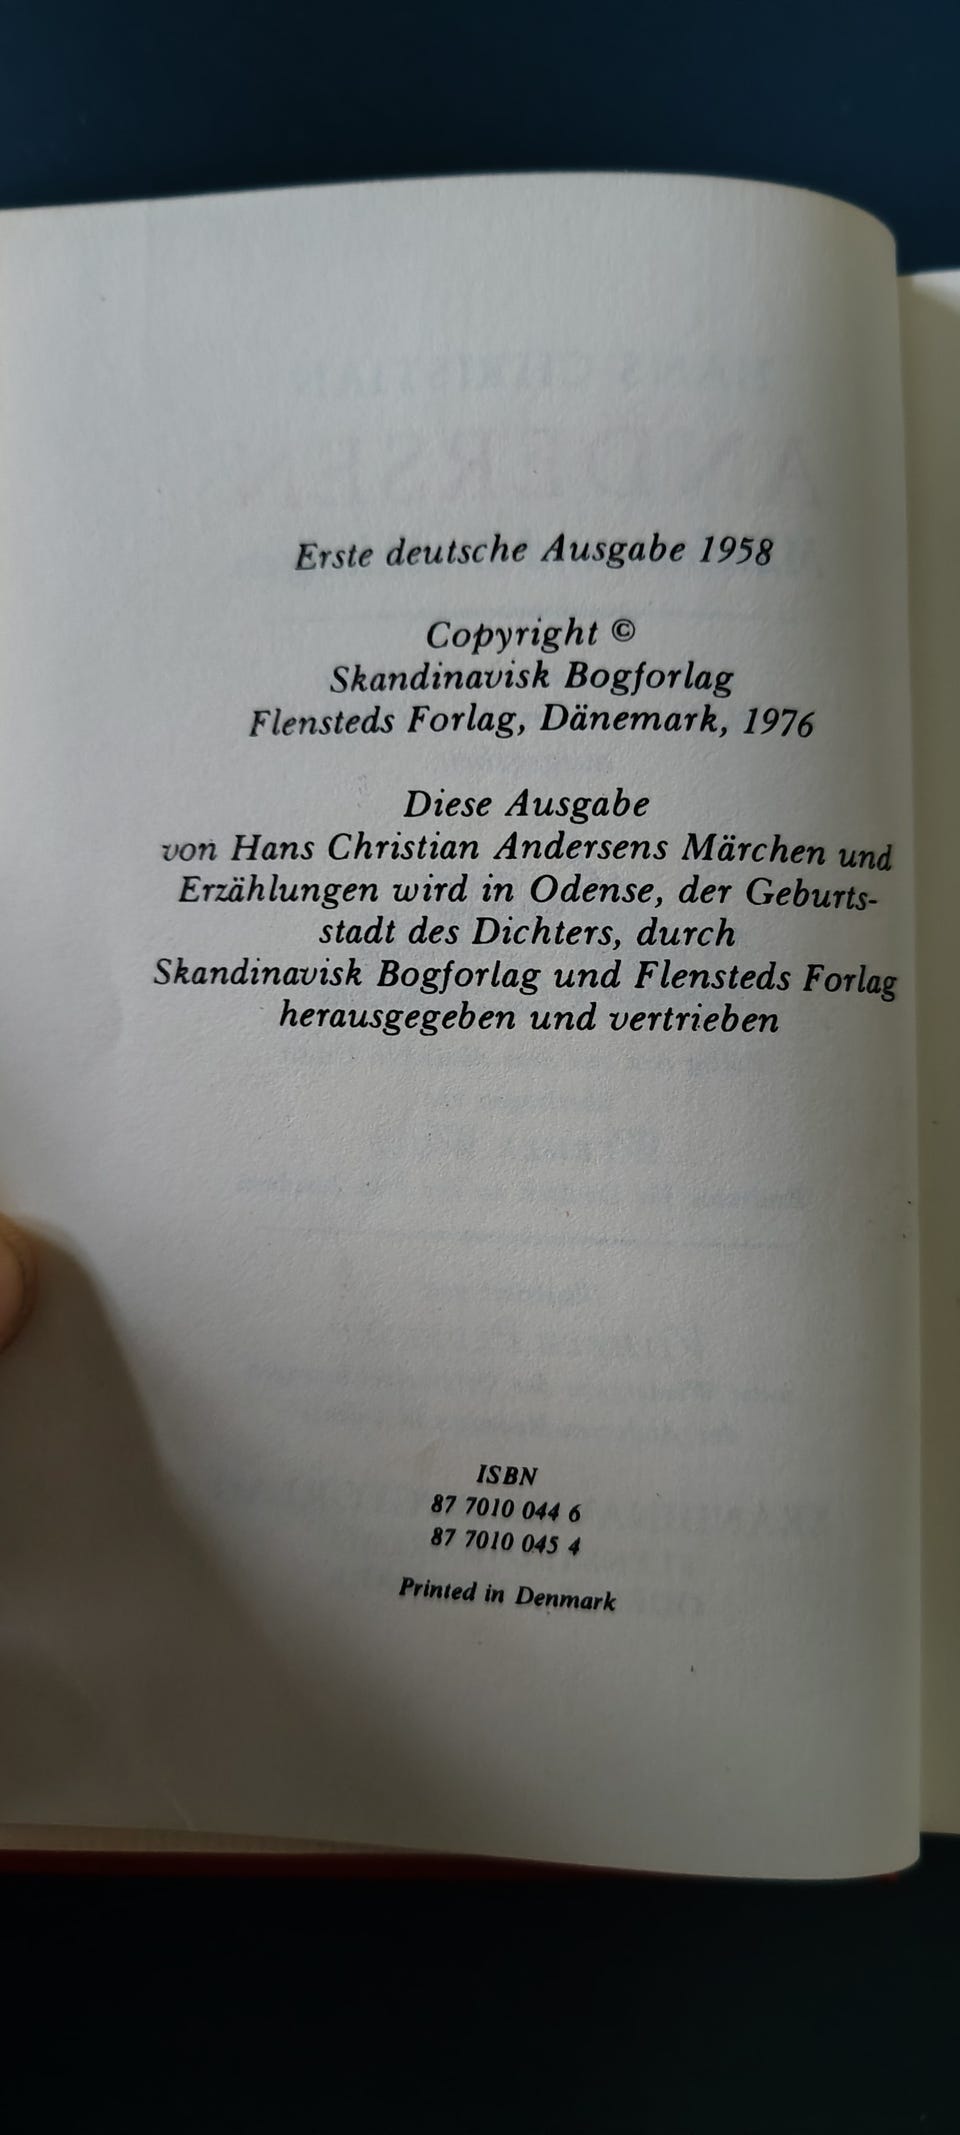 Erste deutsche Ausgabe 1958
Copyright ©
Skandinavisk Bogforlag
Flensteds Forlag, Dänemark, 1976
Diese Ausgabe
von Hans Christian Andersens Märchen und
Erzählungen wird in Odense, der Geburts-
stadt des Dichters, durch
Skandinavisk Bogforlag und Flensteds Forlag
herausgegeben und vertrieben
ISBN
87 7010 044 6
87 7010 045 4
Printed in Denmark